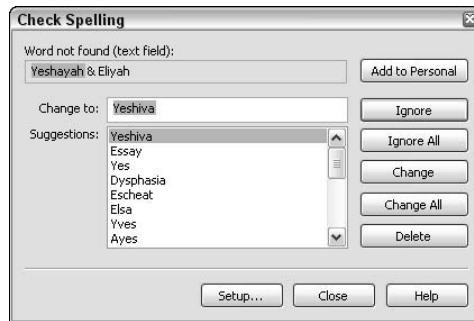 Check Spelling
Word not found (text field):
Yeshayah & Eliyah
Add to Personal
Change to: Yeshiva
Ignore
Suggestions: Yeshiva
Essay
Yes
Dysphasia
Escheat
Elsa
Yves
Ayes
Ignore All
Change
Change All
Delete
Setup... Close Help